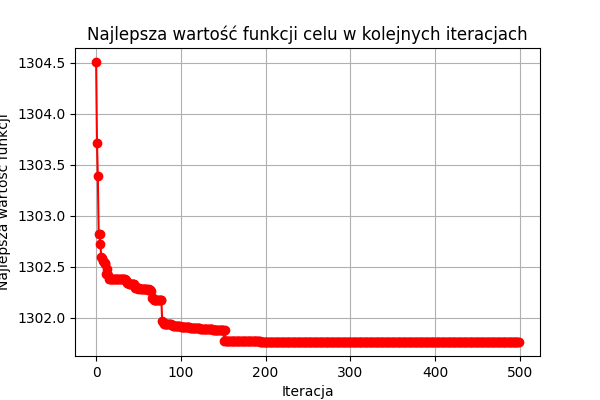 Najlepsza wartość funkcji celu w kolejnych iteracjach
Najlepsza wartość funkcji
1304.5
1304.0
1303.5
1303.0
1302.5
1302.0
0 100 200 300 400 500
Iteracja